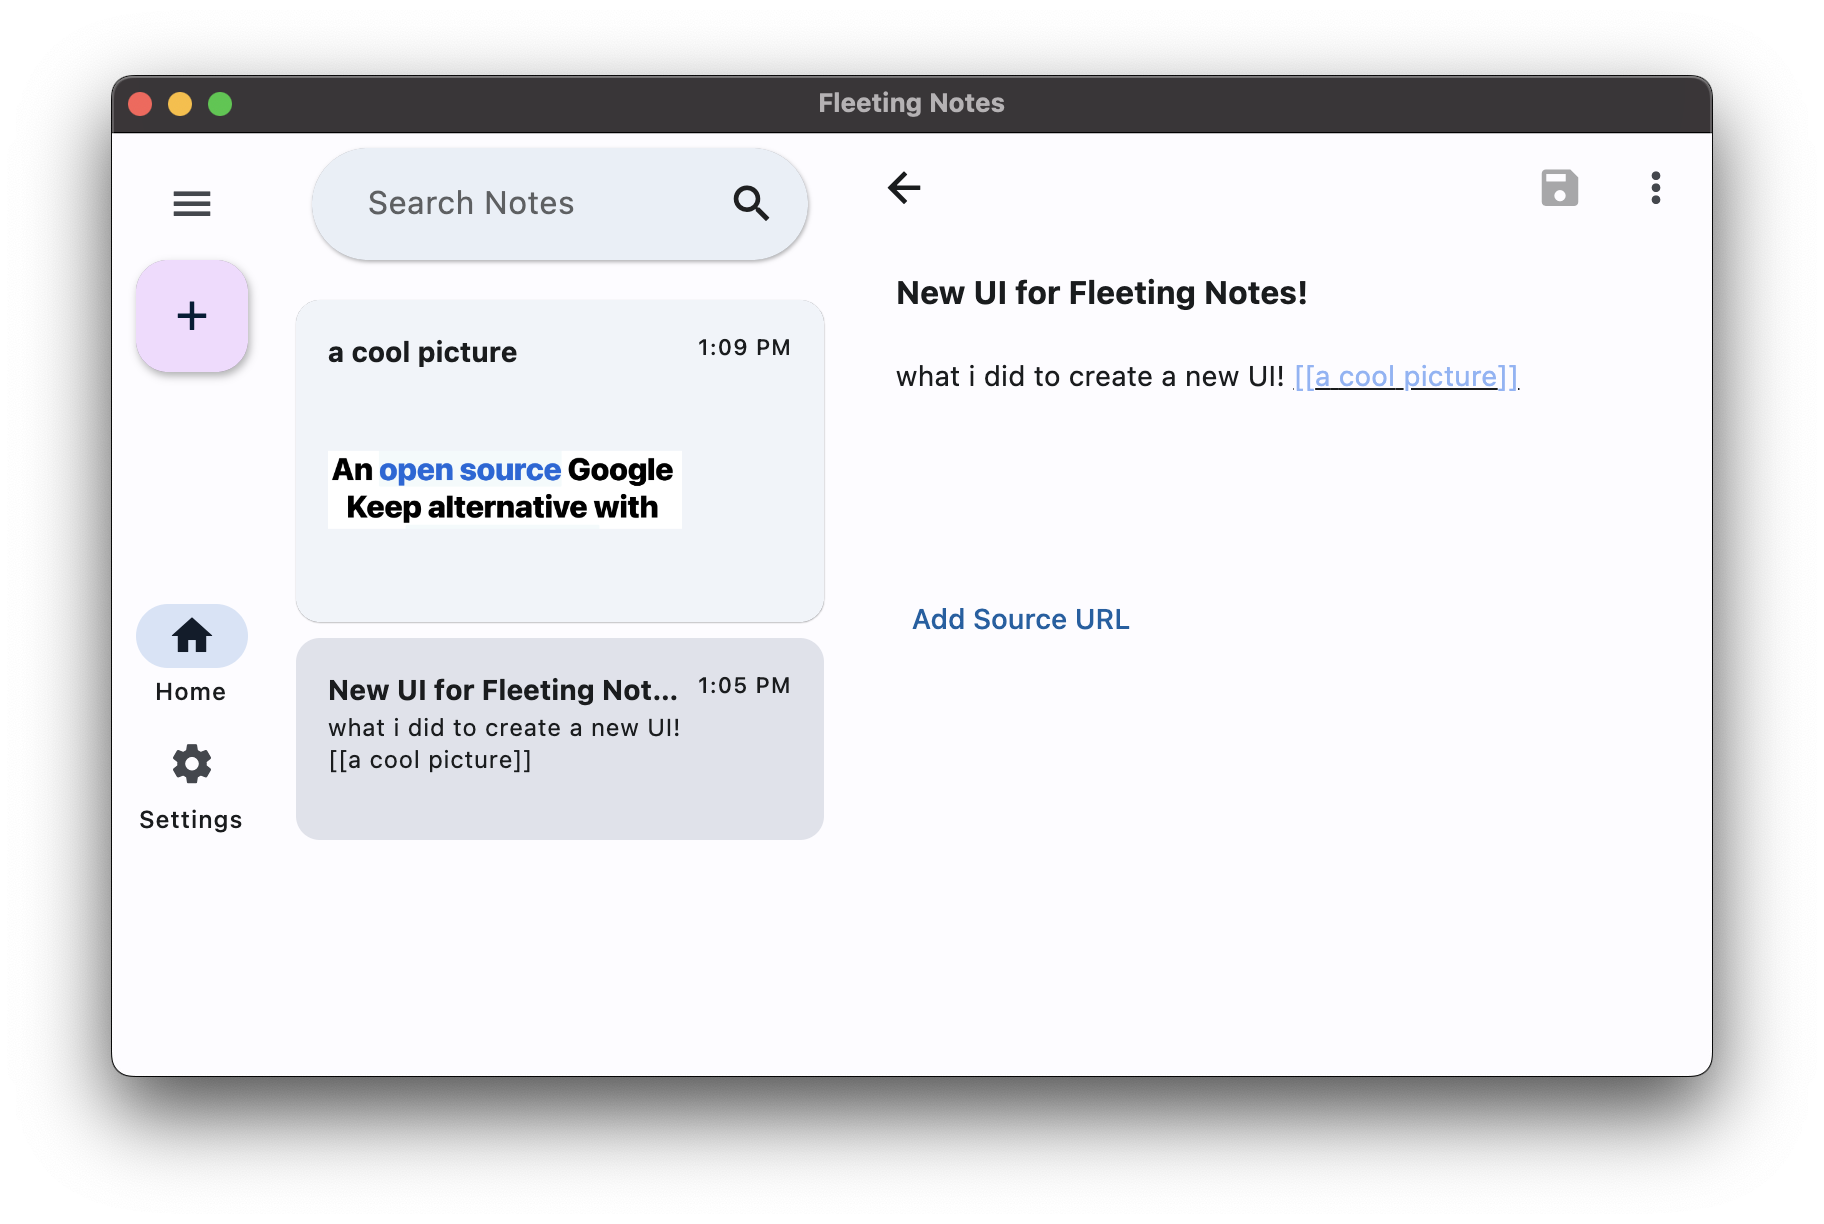 Fleeting Notes
Search Notes
a cool picture
1:09 PM
An open source Google
Keep alternative with
New UI for Fleeting Not...
1:05 PM
what i did to create a new UI!
[[a cool picture]]
Home
Settings
New UI for Fleeting Notes!
what i did to create a new UI! [[a cool picture]]
Add Source URL